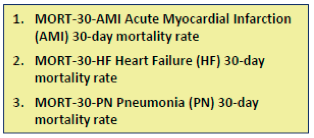 1. MORT-30-AMI Acute Myocardial Infarction
(AMI) 30-day mortality rate
2. MORT-30-HF Heart Failure (HF) 30-day
mortality rate
3. MORT-30-PN Pneumonia (PN) 30-day
mortality rate